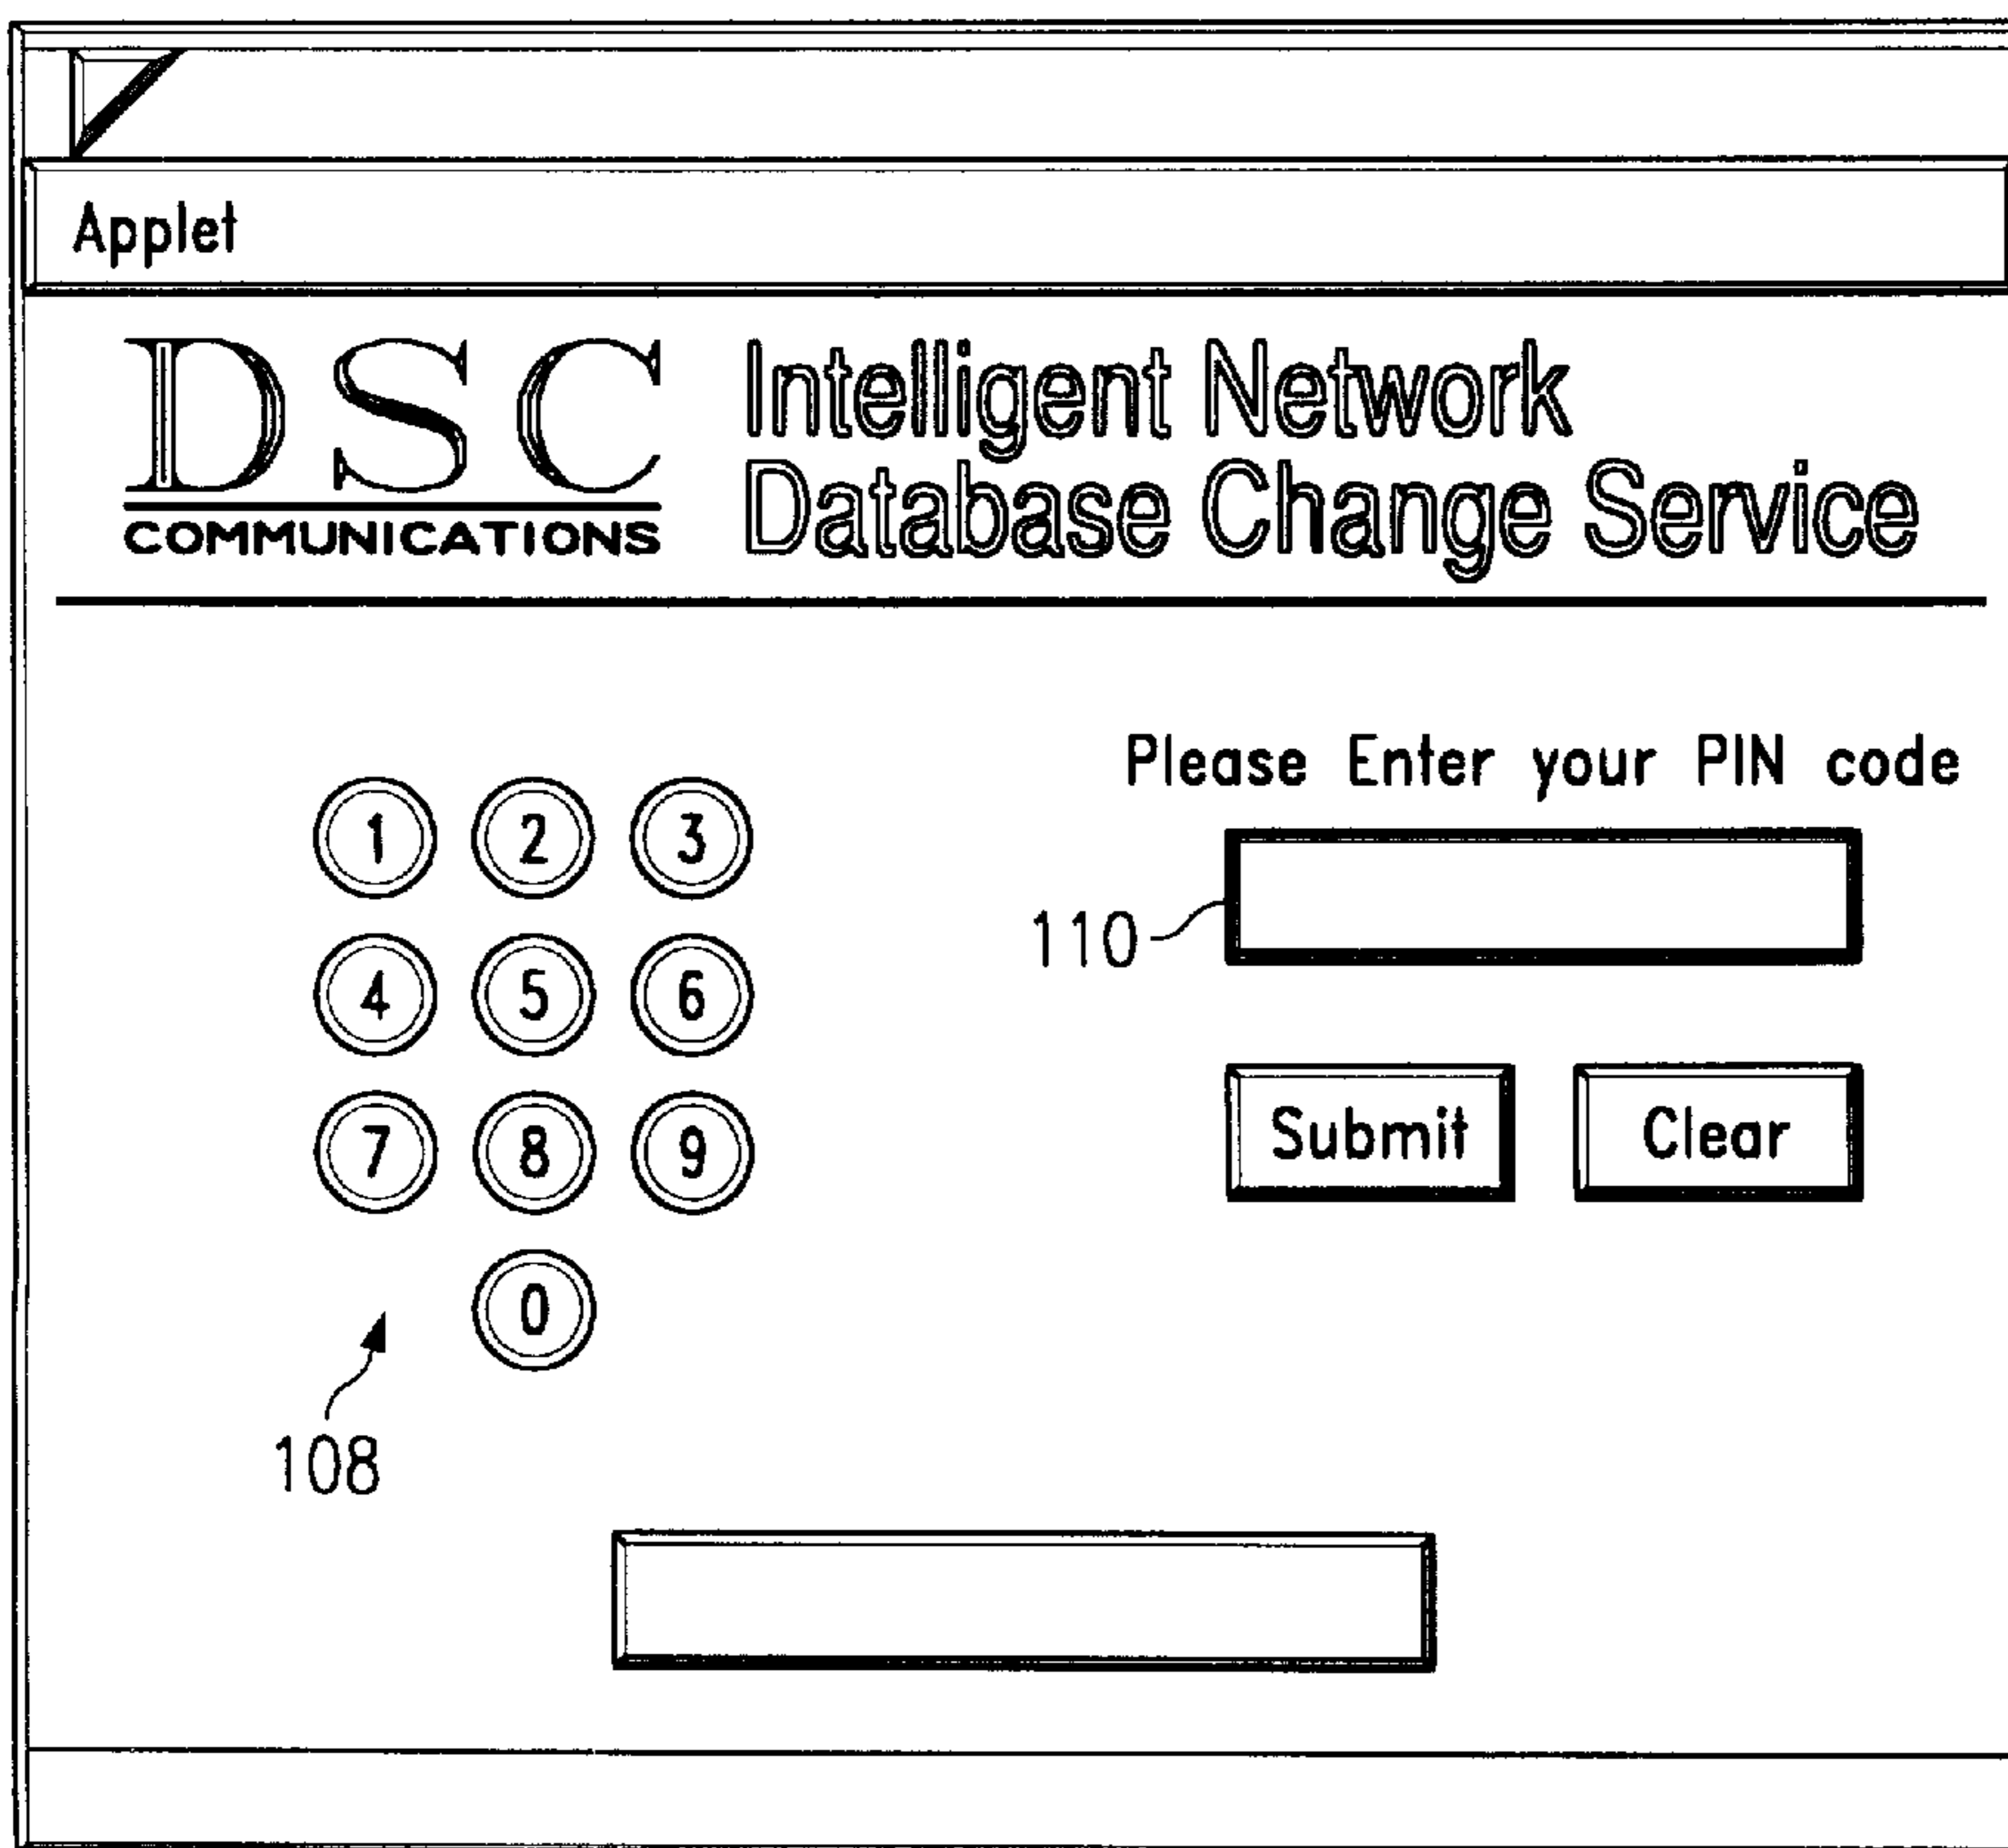 Applet
DSC
COMMUNICATIONS
Intelligent Network
Database Change Service
Please Enter your PIN code
1 2 3
110
4 5 6
Submit Clear
7 8 9
0
108